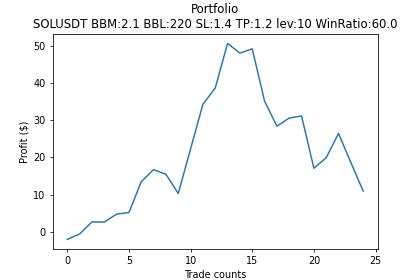 Portfolio
SOLUSDT BBM:2.1 BBL:220 SL:1.4 TP:1.2 lev:10 WinRatio:60.0
50
40
30
20
10
0
Profit ($)
0 5 10 15 20 25
Trade counts